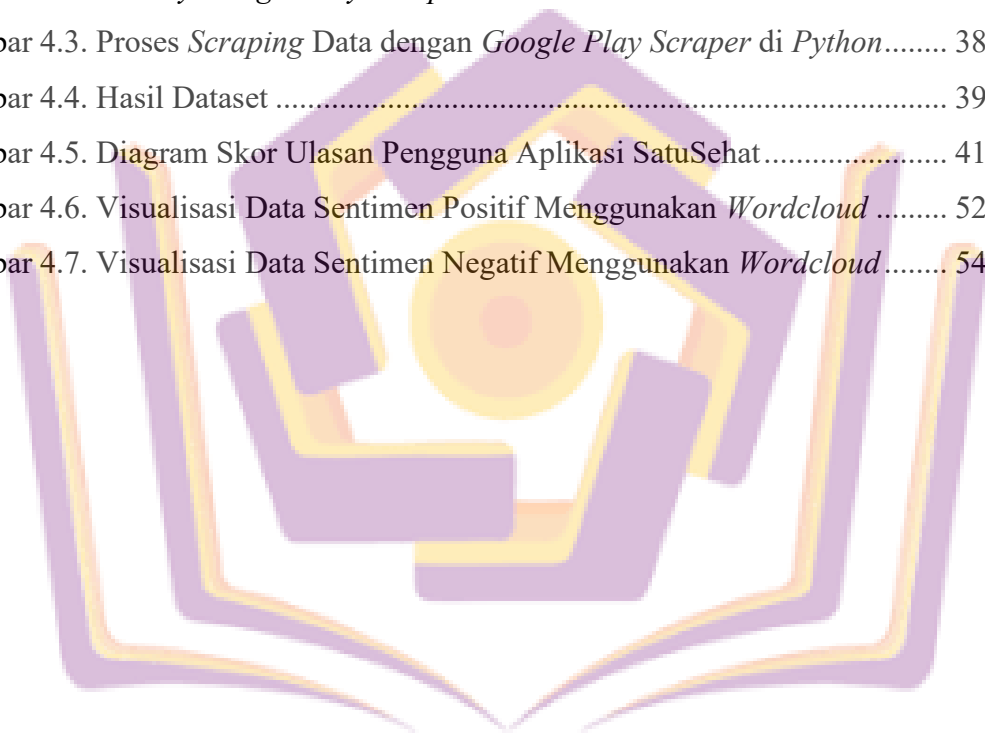 bar 4.3. Proses Scraping Data dengan Google Play Scraper di Python........ 38
bar 4.4. Hasil Dataset ................................................................................. 39
bar 4.5. Diagram Skor Ulasan Pengguna Aplikasi SatuSehat...................... 41
bar 4.6. Visualisasi Data Sentimen Positif Menggunakan Wordcloud ......... 52
bar 4.7. Visualisasi Data Sentimen Negatif Menggunakan Wordcloud........ 54